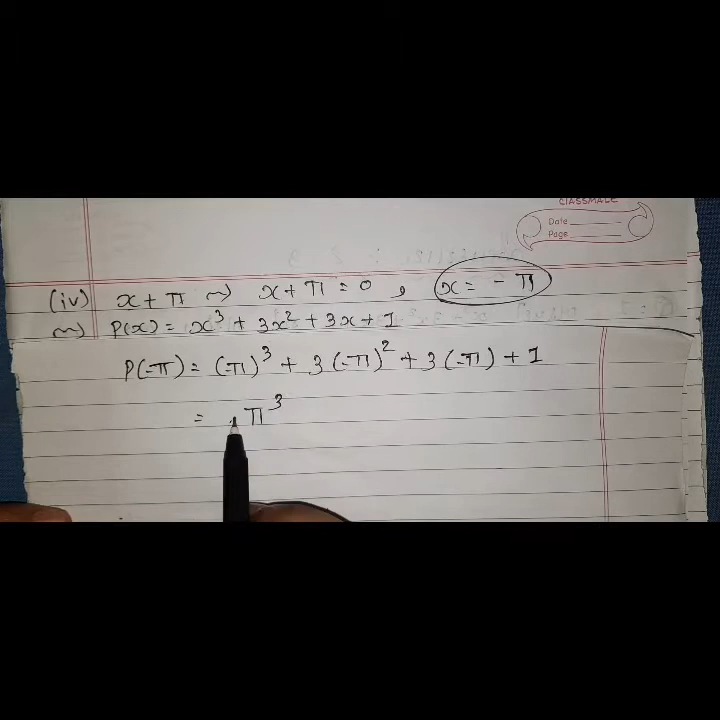 CLASSMATE
Date
Page
(iv) x + π ⇝ x + π = 0 , x = - π
⇝ P(x) = x³ + 3x² + 3x + 1
P(-π) = (-π)³ + 3(-π)² + 3(-π) + 1
= - π³